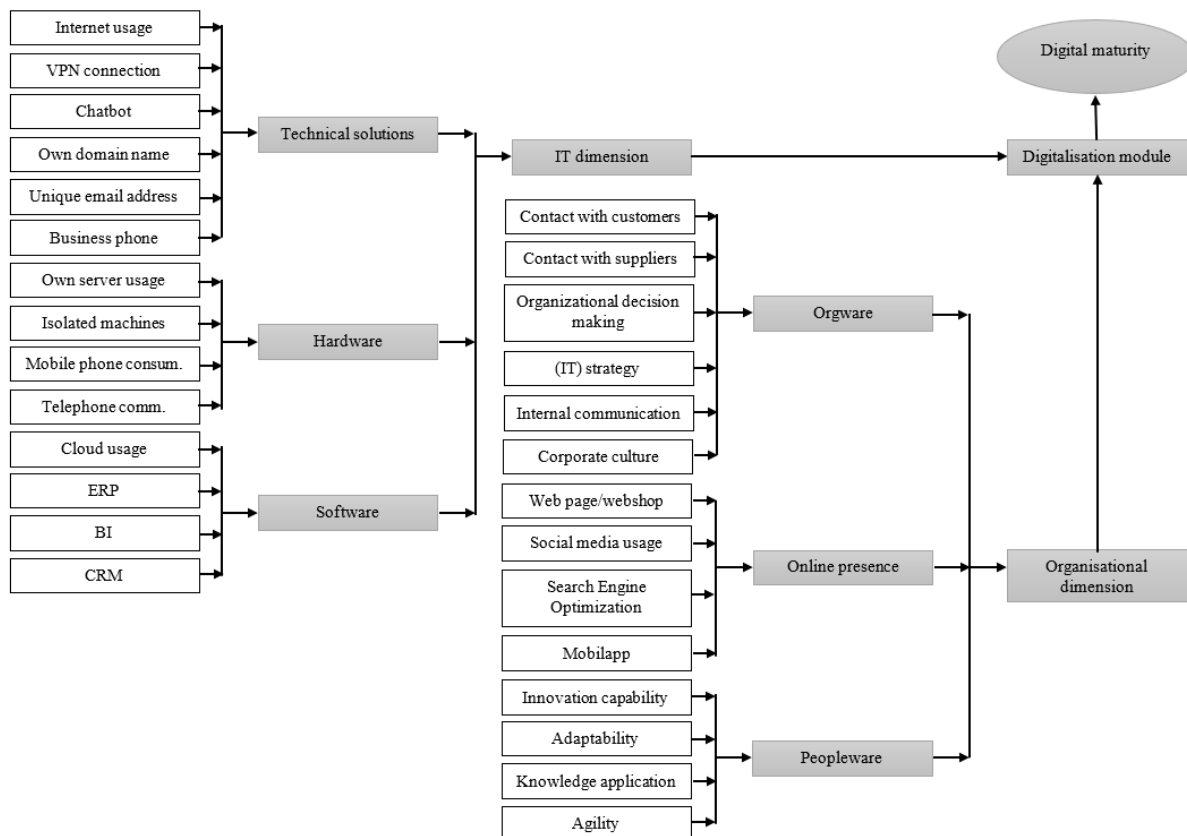 Internet usage
VPN connection
Chatbot
Own domain name
Unique email address
Business phone
Own server usage
Isolated machines
Mobile phone consum.
Telephone comm.
Cloud usage
ERP
BI
CRM
Technical solutions
Hardware
Software
IT dimension
Contact with customers
Contact with suppliers
Organizational decision
making
(IT) strategy
Internal communication
Corporate culture
Web page/webshop
Social media usage
Search Engine
Optimization
Mobilapp
Innovation capability
Adaptability
Knowledge application
Agility
Orgware
Online presence
Peopleware
Digital maturity
Digitalisation module
Organisational
dimension